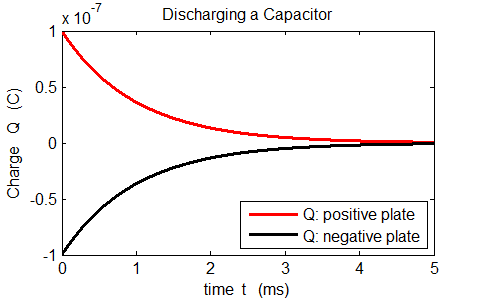 Discharging a Capacitor
x 10^-7
1
0.5
0
-0.5
-1
Charge Q (C)
0 1 2 3 4 5
time t (ms)
Q: positive plate
Q: negative plate